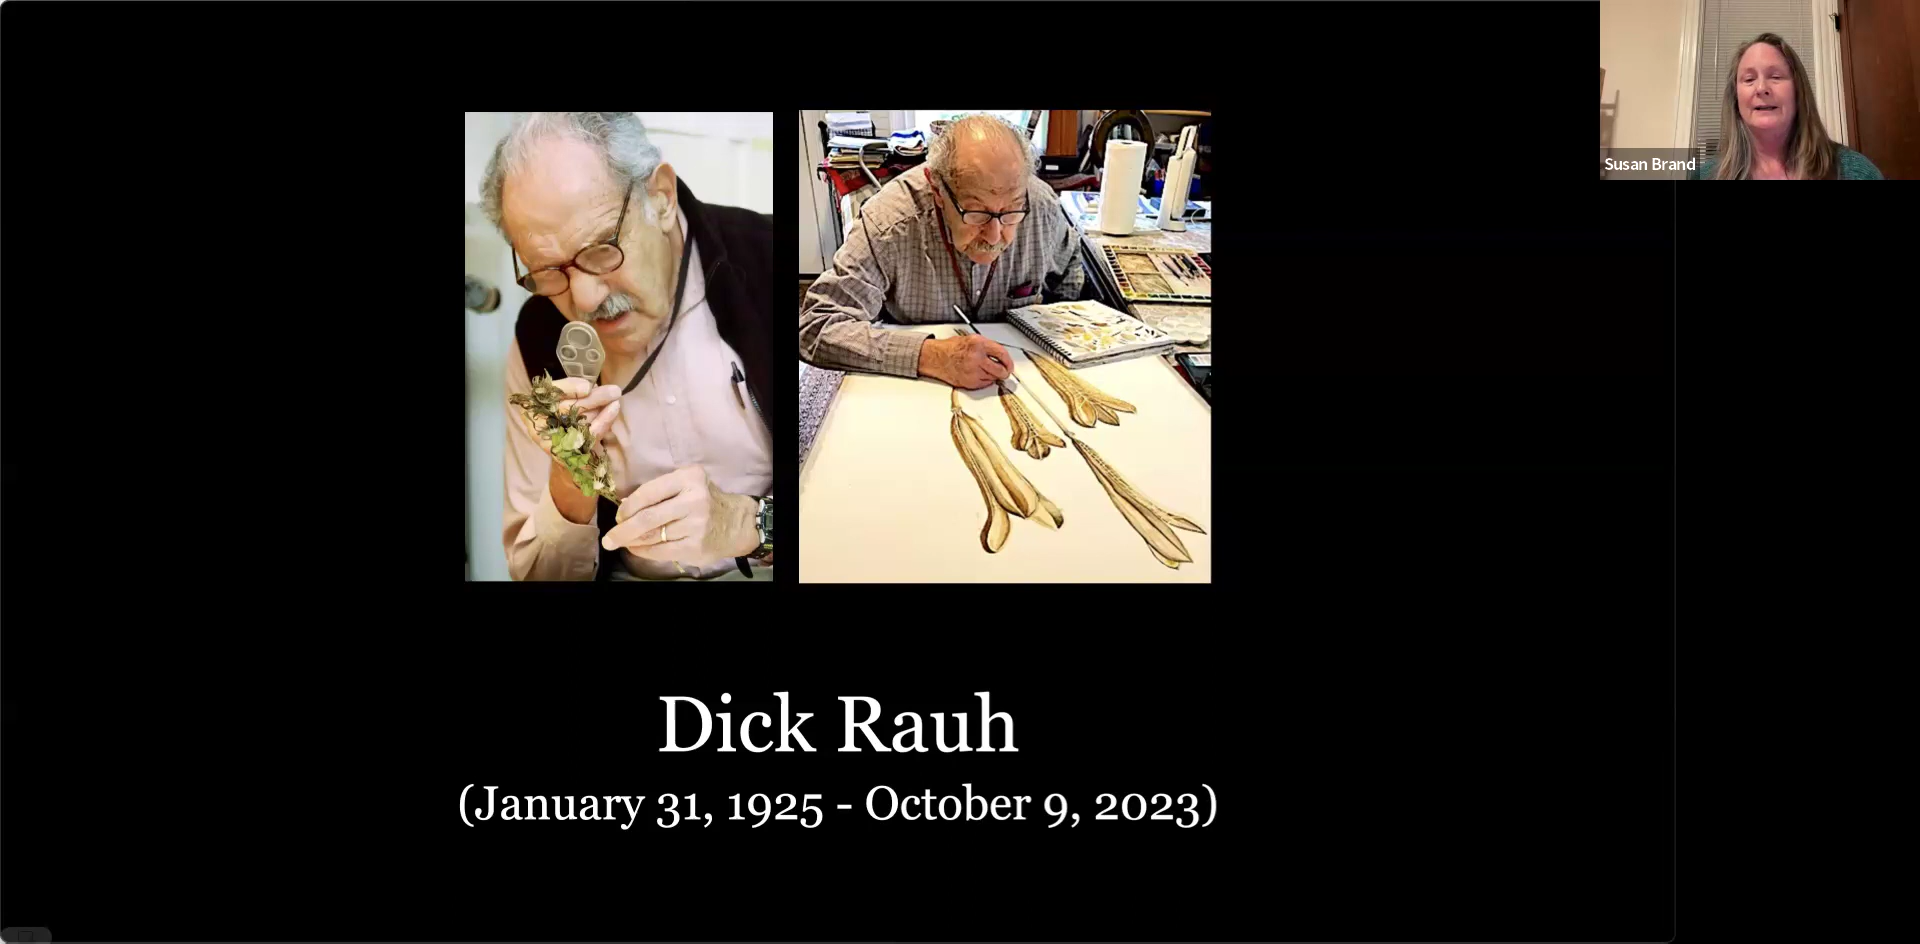 Susan Brand
Dick Rauh
(January 31, 1925 - October 9, 2023)